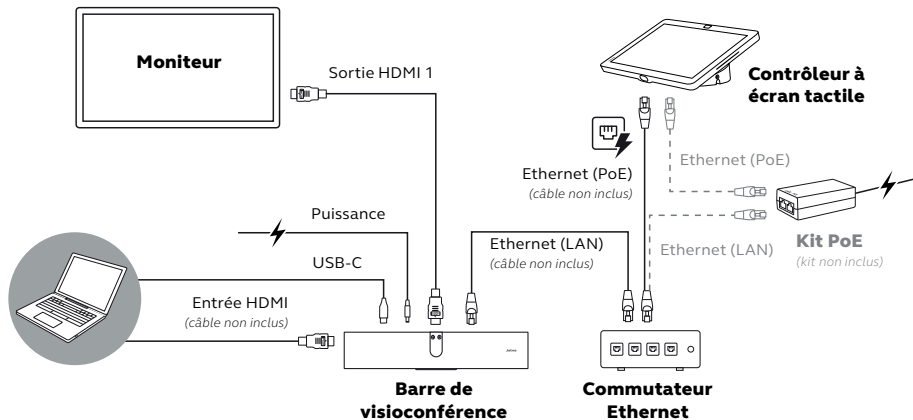 Moniteur
Sortie HDMI 1
Contrôleur à
écran tactile
Ethernet (PoE)
(câble non inclus)
Ethernet (PoE)
Puissance
USB-C
Entrée HDMI
(câble non inclus)
Ethernet (LAN)
(câble non inclus)
Ethernet (LAN)
Kit PoE
(kit non inclus)
Barre de
visioconférence
Commutateur
Ethernet